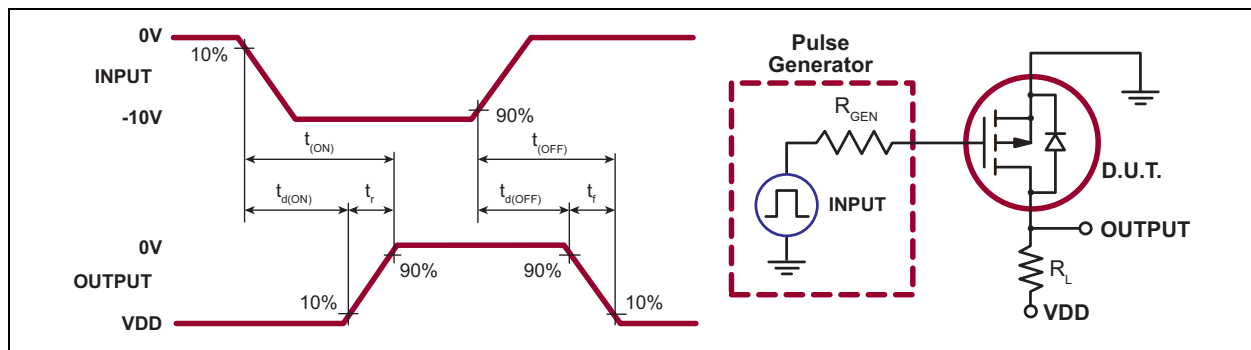 0V
10%
INPUT
-10V
90%
t(ON)
t(OFF)
td(ON)
tr
td(OFF)
tf
0V
OUTPUT
90%
90%
10%
10%
VDD
Pulse
Generator
RGEN
INPUT
D.U.T.
OUTPUT
RL
VDD